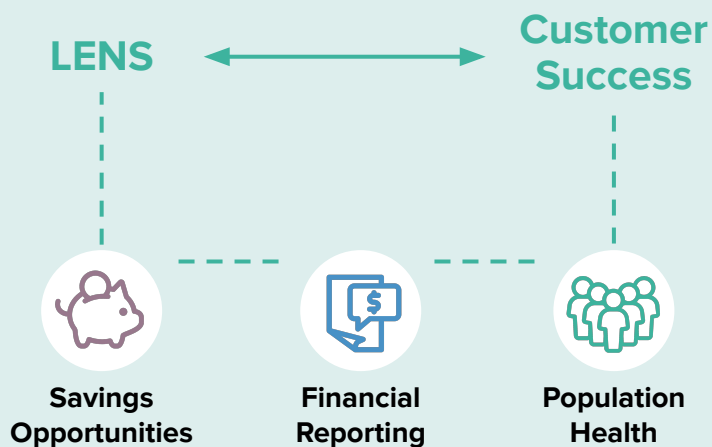 LENS
Customer
Success
$
Savings
Opportunities
Financial
Reporting
Population
Health